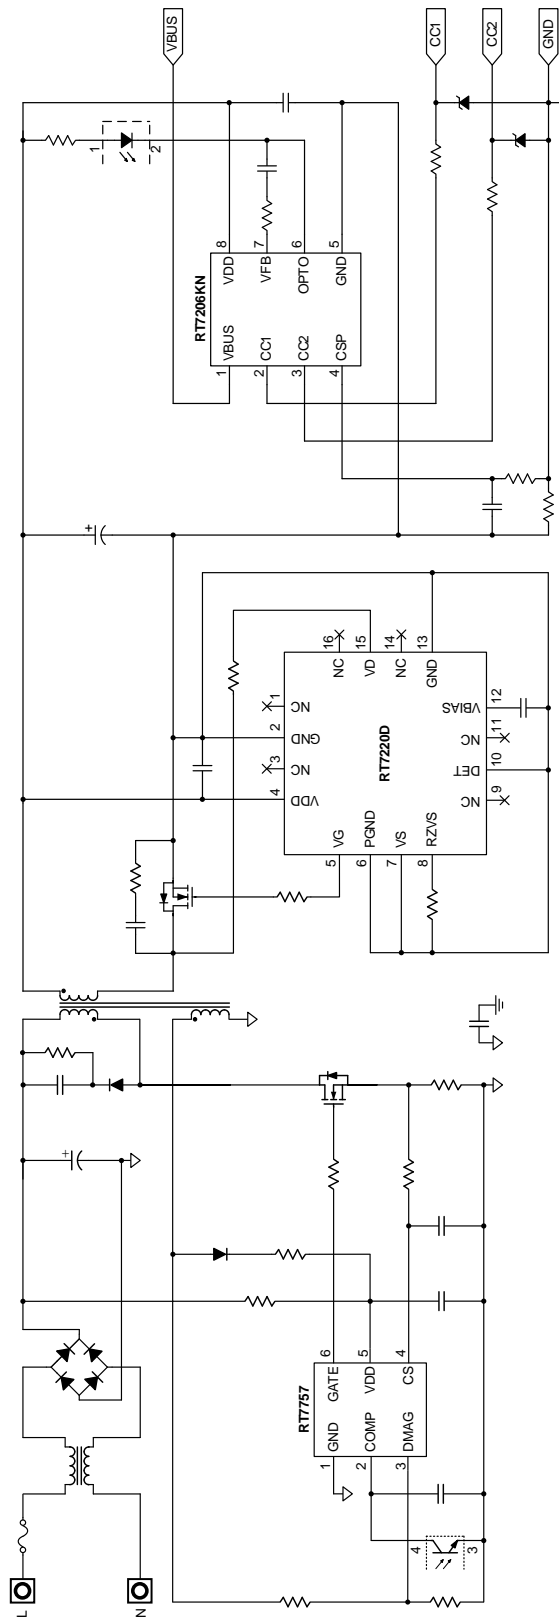 L
N
RT7757
1
GND
2
COMP
3
DMAG
6
GATE
5
VDD
4
CS
4
3
+
RT7220D
1
NC
2
GND
3
NC
4
VDD
5
VG
6
PGND
7
VS
8
RZVS
9
NC
10
DET
11
NC
12
VBIAS
13
GND
14
NC
15
VD
16
NC
+
RT7206KN
1
VBUS
2
CC1
3
CC2
4
CSP
8
VDD
7
VFB
6
OPTO
5
GND
1
2
VBUS
CC1
CC2
GND